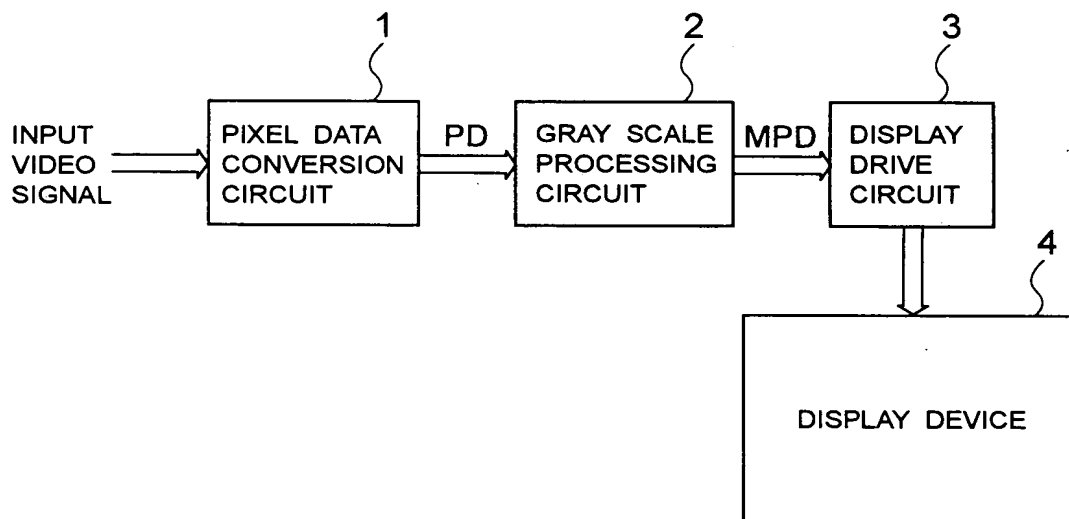 1
2
3
INPUT
VIDEO
SIGNAL
PIXEL DATA
CONVERSION
CIRCUIT
PD
GRAY SCALE
PROCESSING
CIRCUIT
MPD
DISPLAY
DRIVE
CIRCUIT
4
DISPLAY DEVICE